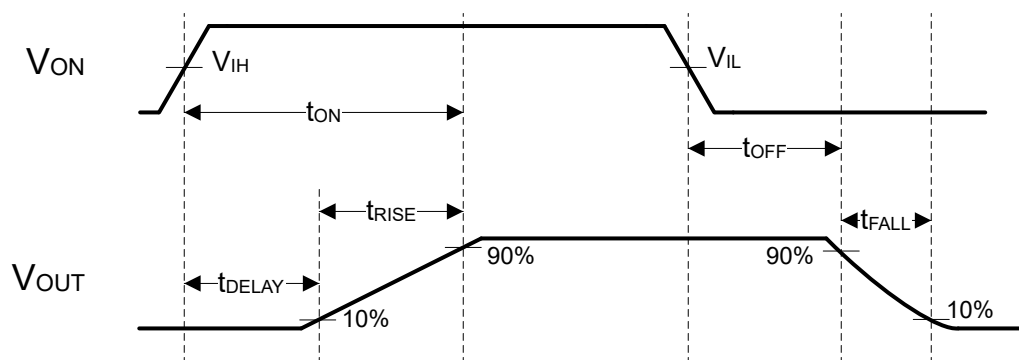 VON
VIH
VIL
tON
tOFF
tRISE
tFALL
VOUT
tDELAY
90%
90%
10%
10%